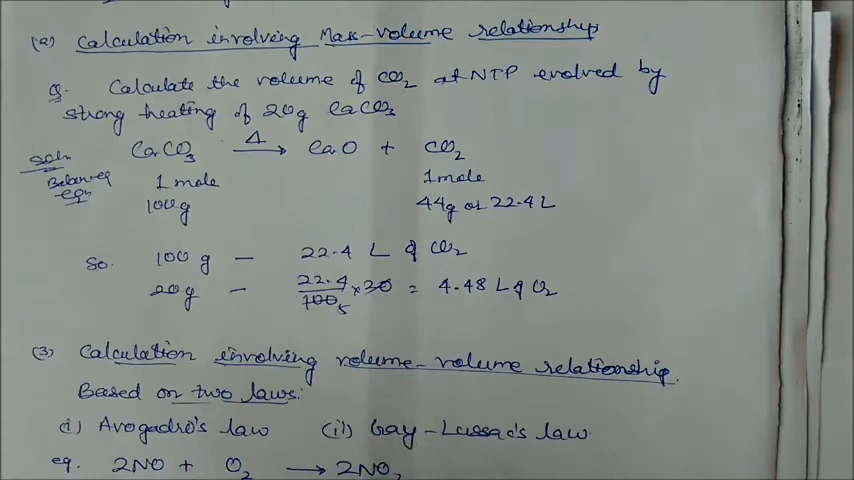 (2) Calculation involving Mass-volume relationship
Q. Calculate the volume of CO2 at NTP evolved by
strong heating of 20g CaCO3
Soln CaCO3 —Δ→ CaO + CO2
Balanced 1 mole 1 mole
eqn 100g 44g or 22.4 L
So. 100 g — 22.4 L of CO2
20g — 22.4/100 5 × 20 = 4.48 L of CO2
(3) Calculation involving volume-volume relationship.
Based on two laws:
(i) Avogadro's law (ii) Gay-Lussac's law.
eg. 2NO + O2 → 2NO2